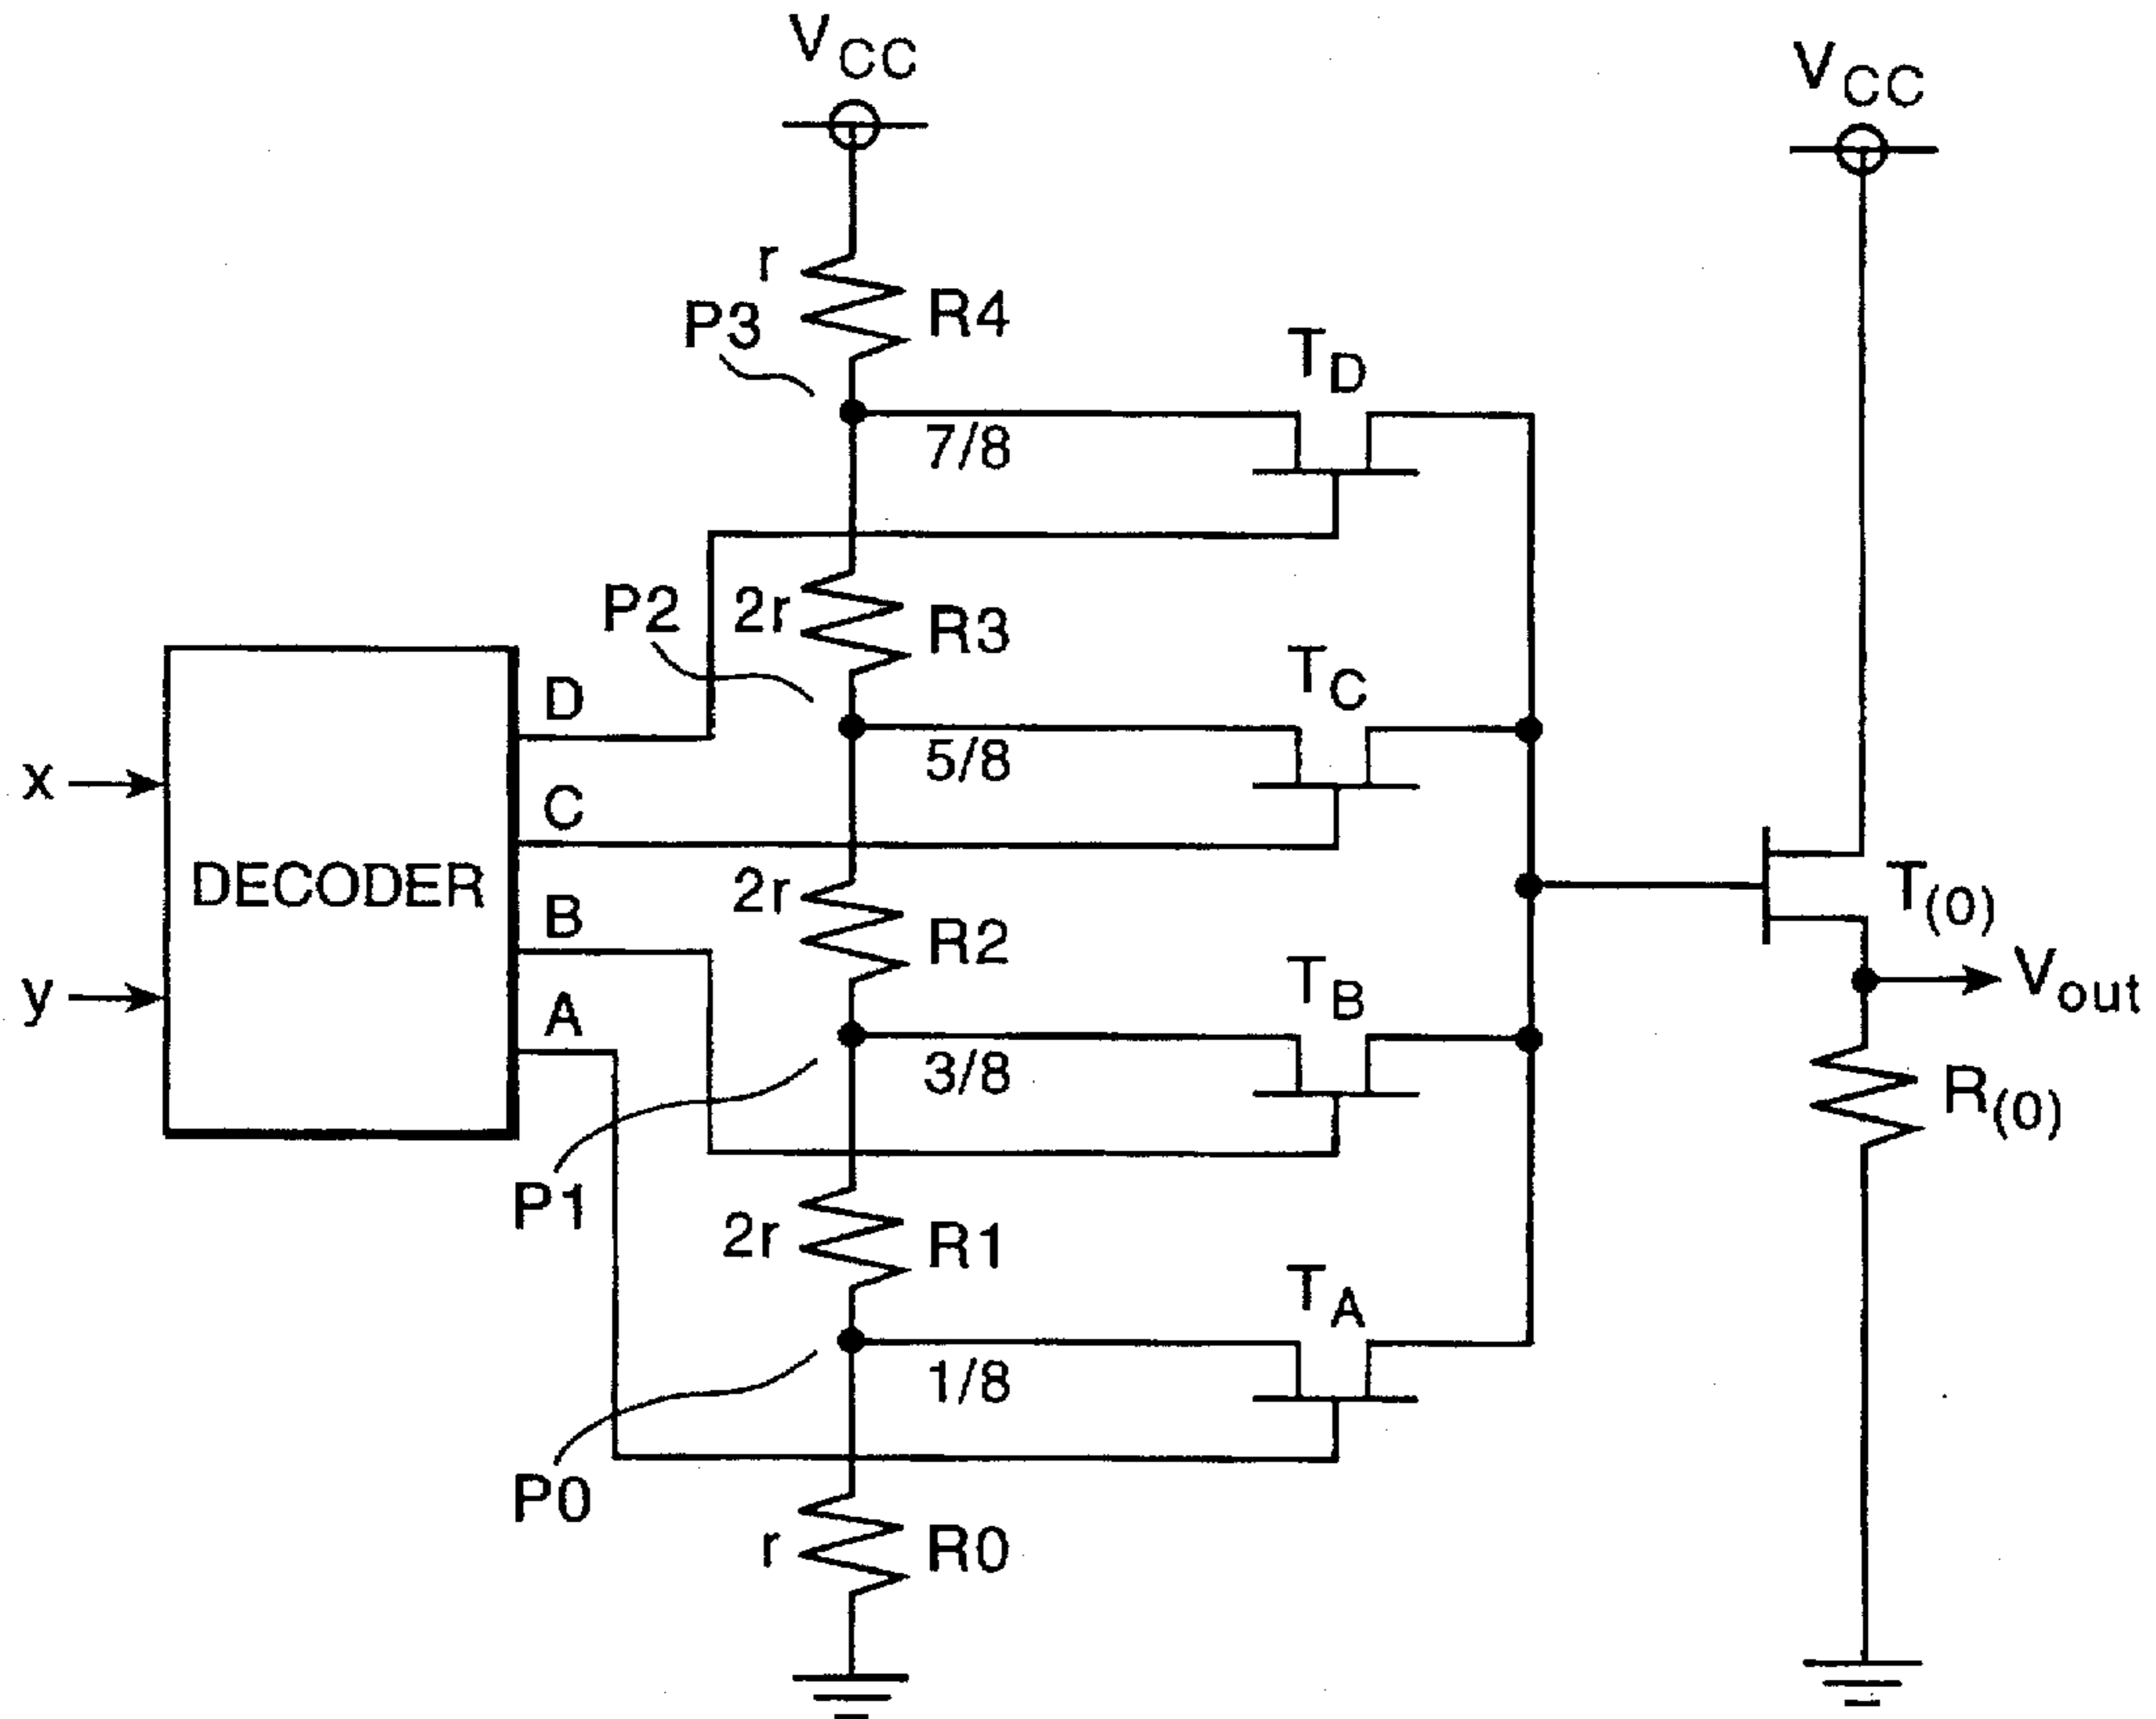 VCC
VCC
r
R4
P3
TD
7/8
P2
2r
R3
TC
D
5/8
x
C
DECODER
2r
R2
B
T(0)
TB
Vout
y
A
3/8
R(0)
P1
2r
R1
TA
1/8
P0
r
R0